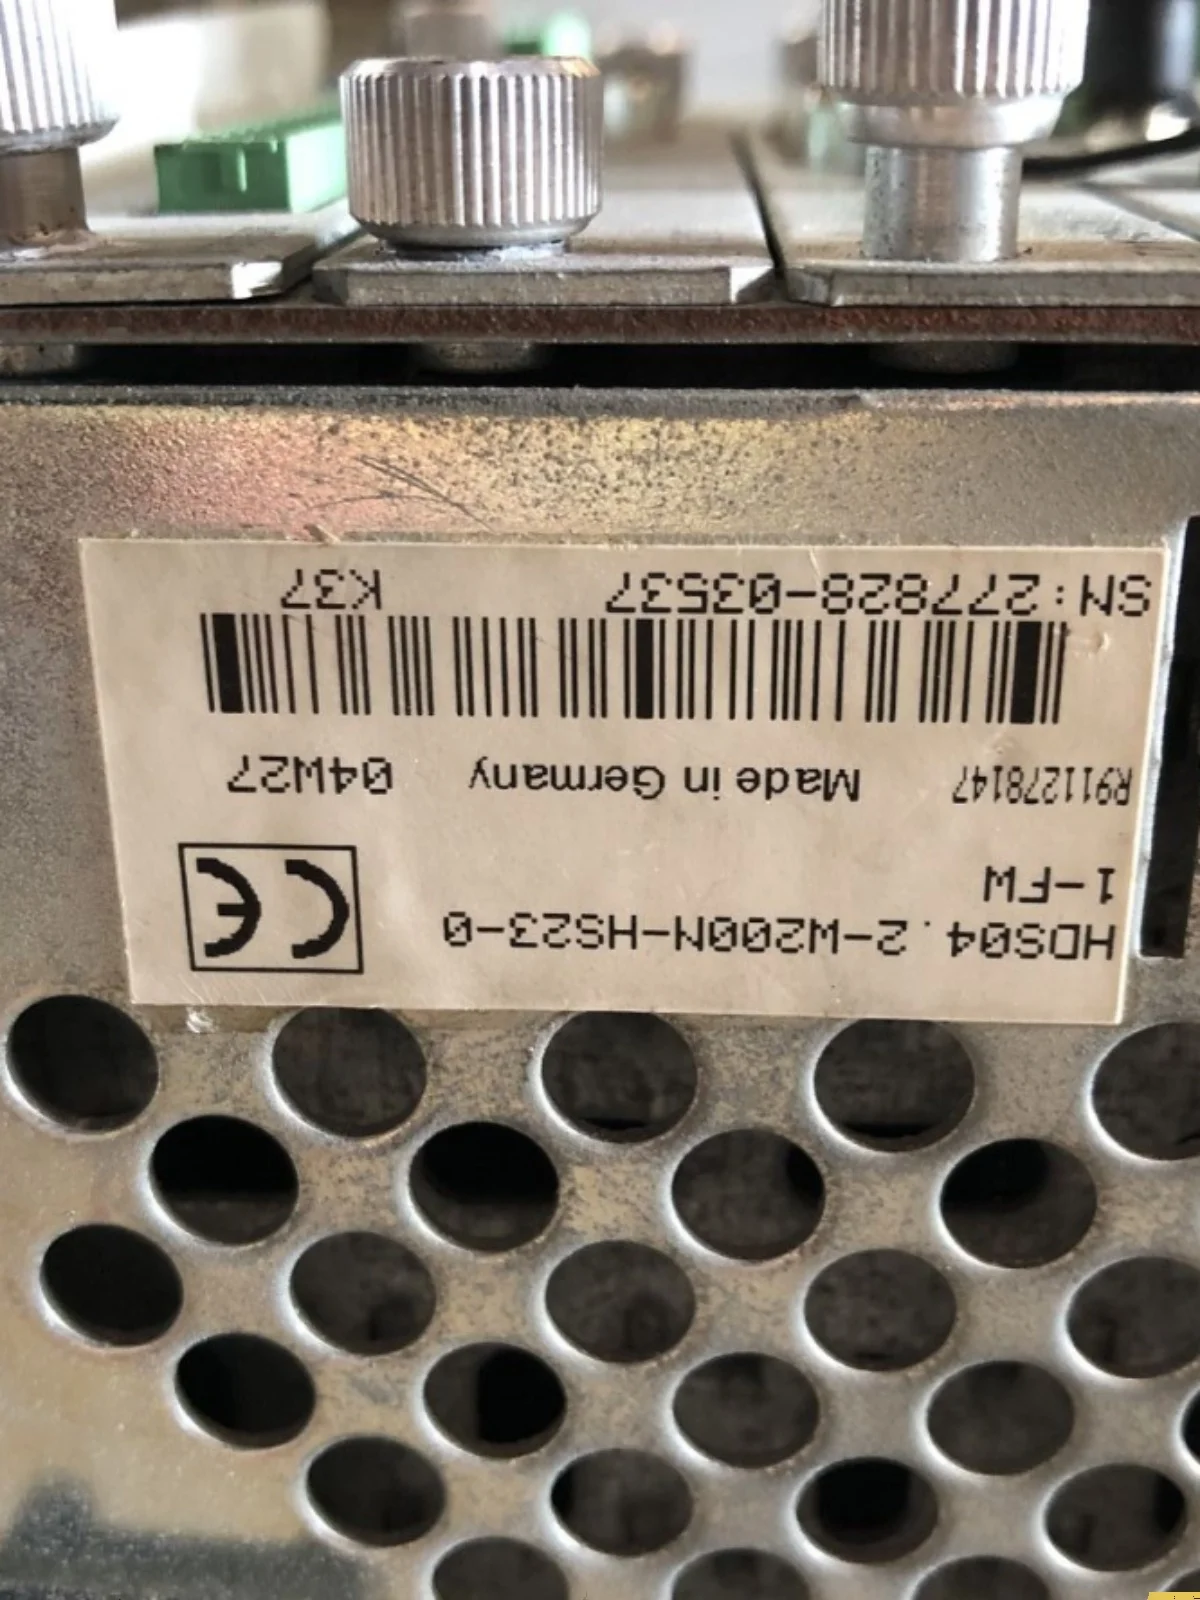 HDS04.2-W200N-HS23-0
1-FW
R911278147 Made in Germany 04W27
SN:277828-03537 K37
CE